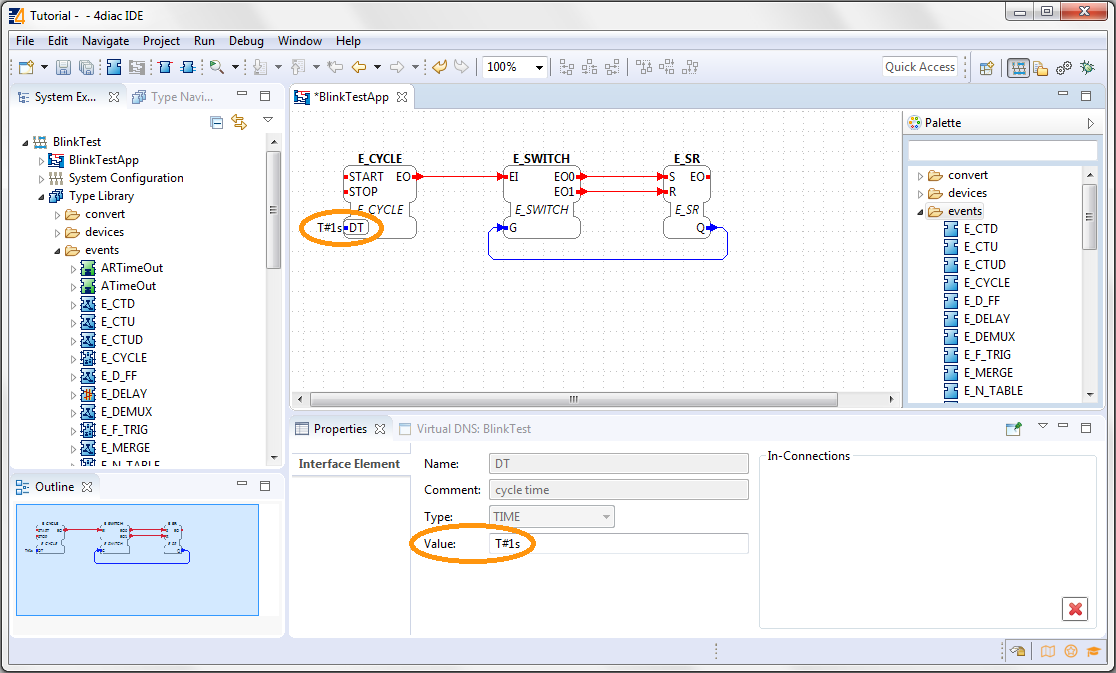 Tutorial - - 4diac IDE
File Edit Navigate Project Run Debug Window Help
100%
Quick Access
System Ex...
Type Navi...
BlinkTest
BlinkTestApp
System Configuration
Type Library
convert
devices
events
ARTimeOut
ATimeOut
E_CTD
E_CTU
E_CTUD
E_CYCLE
E_D_FF
E_DELAY
E_DEMUX
E_F_TRIG
E_MERGE
E_N_TABLE
*BlinkTestApp
E_CYCLE
START EO
STOP
E_CYCLE
T#1s DT
E_SWITCH
EI EO0
EO1
E_SWITCH
G
E_SR
S EO
R
E_SR
Q
Palette
convert
devices
events
E_CTD
E_CTU
E_CTUD
E_CYCLE
E_D_FF
E_DELAY
E_DEMUX
E_F_TRIG
E_MERGE
E_N_TABLE
Outline
Properties
Virtual DNS: BlinkTest
Interface Element
Name: DT
Comment: cycle time
Type: TIME
Value: T#1s
In-Connections